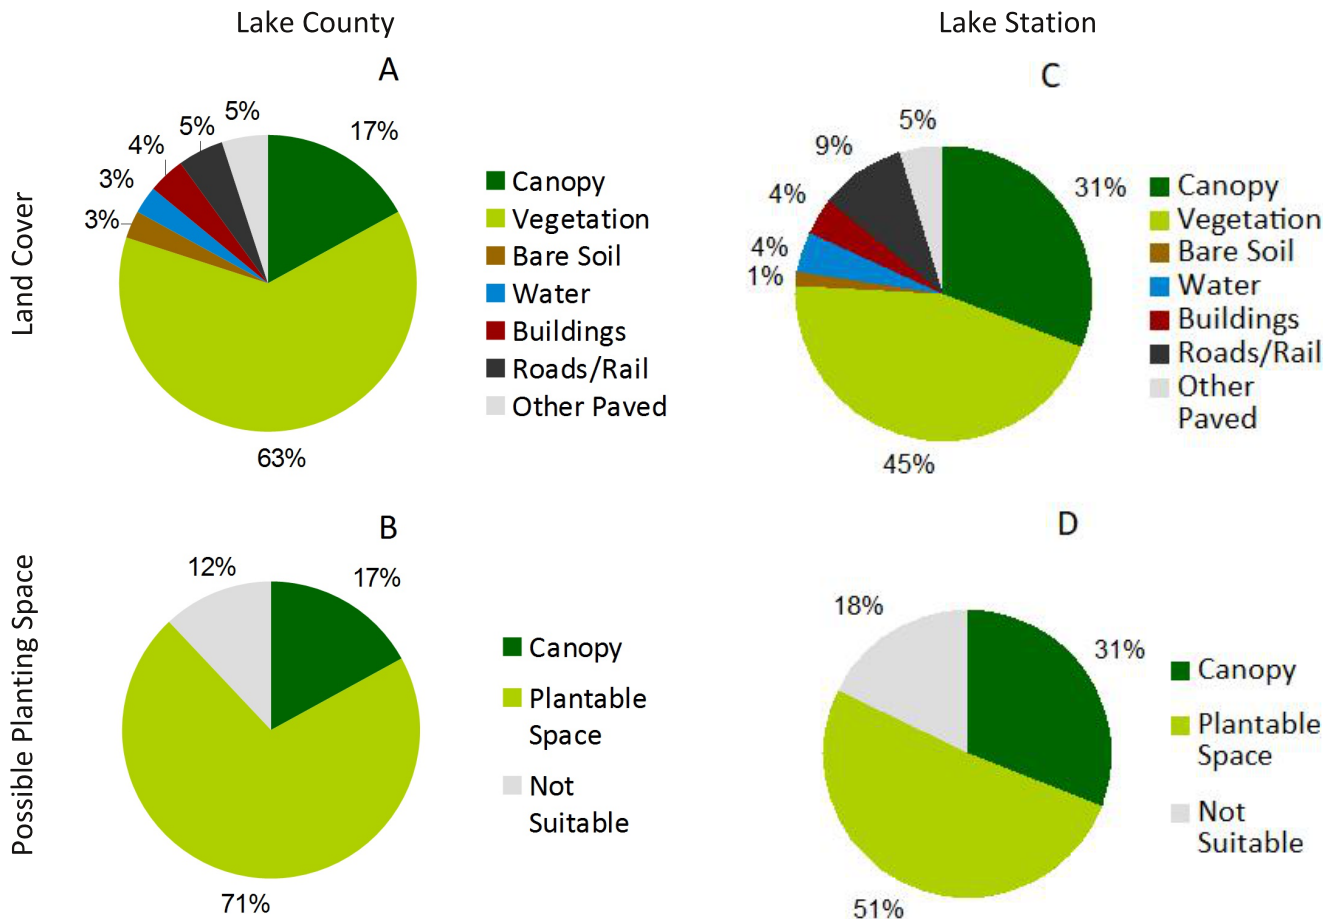 Lake County
Lake Station
Land Cover
A
5%
5%
4%
3%
3%
17%
63%
Canopy
Vegetation
Bare Soil
Water
Buildings
Roads/Rail
Other Paved
C
5%
9%
4%
4%
1%
31%
45%
Canopy
Vegetation
Bare Soil
Water
Buildings
Roads/Rail
Other
Paved
Possible Planting Space
B
12%
17%
71%
Canopy
Plantable
Space
Not
Suitable
D
18%
31%
51%
Canopy
Plantable
Space
Not
Suitable